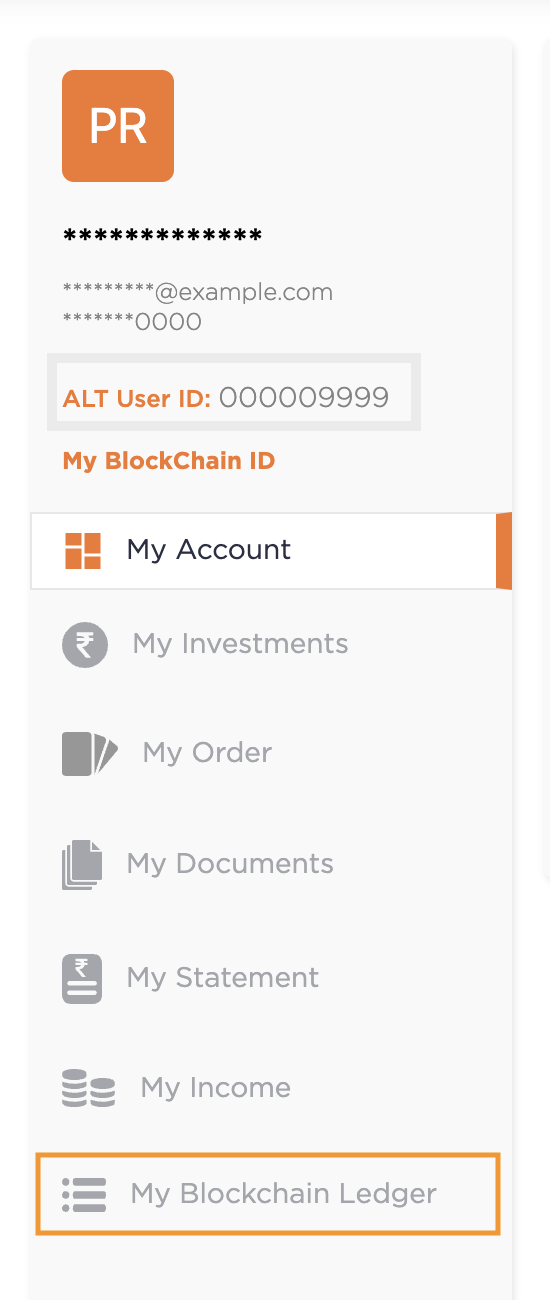 PR
*************
*********@example.com
*******0000
ALT User ID: 000009999
My BlockChain ID
My Account
₹
My Investments
My Order
My Documents
₹
My Statement
My Income
My Blockchain Ledger